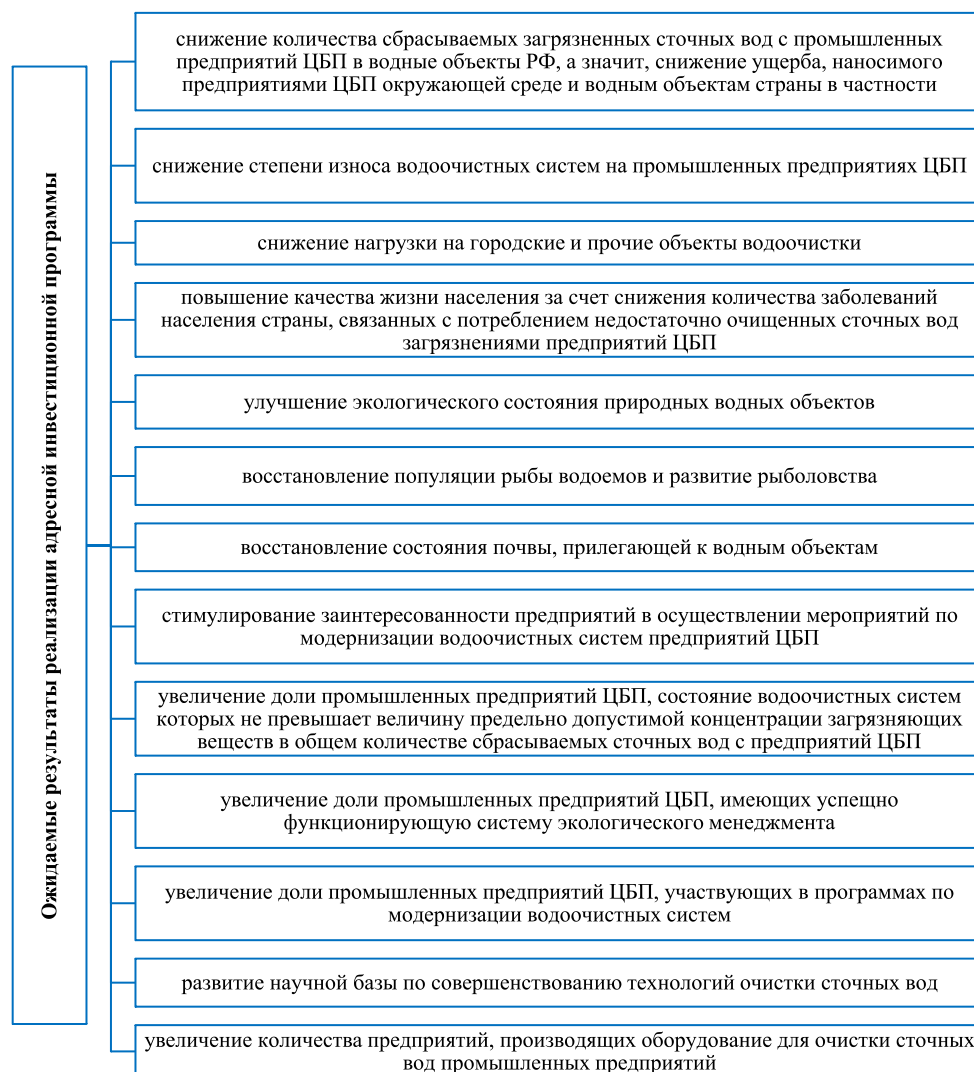 Ожидаемые результаты реализации адресной инвестиционной программы
снижение количества сбрасываемых загрязненных сточных вод с промышленных
предприятий ЦБП в водные объекты РФ, а значит, снижение ущерба, наносимого
предприятиями ЦБП окружающей среде и водным объектам страны в частности
снижение степени износа водоочистных систем на промышленных предприятиях ЦБП
снижение нагрузки на городские и прочие объекты водоочистки
повышение качества жизни населения за счет снижения количества заболеваний
населения страны, связанных с потреблением недостаточно очищенных сточных вод
загрязнениями предприятий ЦБП
улучшение экологического состояния природных водных объектов
восстановление популяции рыбы водоемов и развитие рыболовства
восстановление состояния почвы, прилегающей к водным объектам
стимулирование заинтересованности предприятий в осуществлении мероприятий по
модернизации водоочистных систем предприятий ЦБП
увеличение доли промышленных предприятий ЦБП, состояние водоочистных систем
которых не превышает величину предельно допустимой концентрации загрязняющих
веществ в общем количестве сбрасываемых сточных вод с предприятий ЦБП
увеличение доли промышленных предприятий ЦБП, имеющих успещно
функционирующую систему экологического менеджмента
увеличение доли промышленных предприятий ЦБП, участвующих в программах по
модернизации водоочистных систем
развитие научной базы по совершенствованию технологий очистки сточных вод
увеличение количества предприятий, производящих оборудование для очистки сточных
вод промышленных предприятий